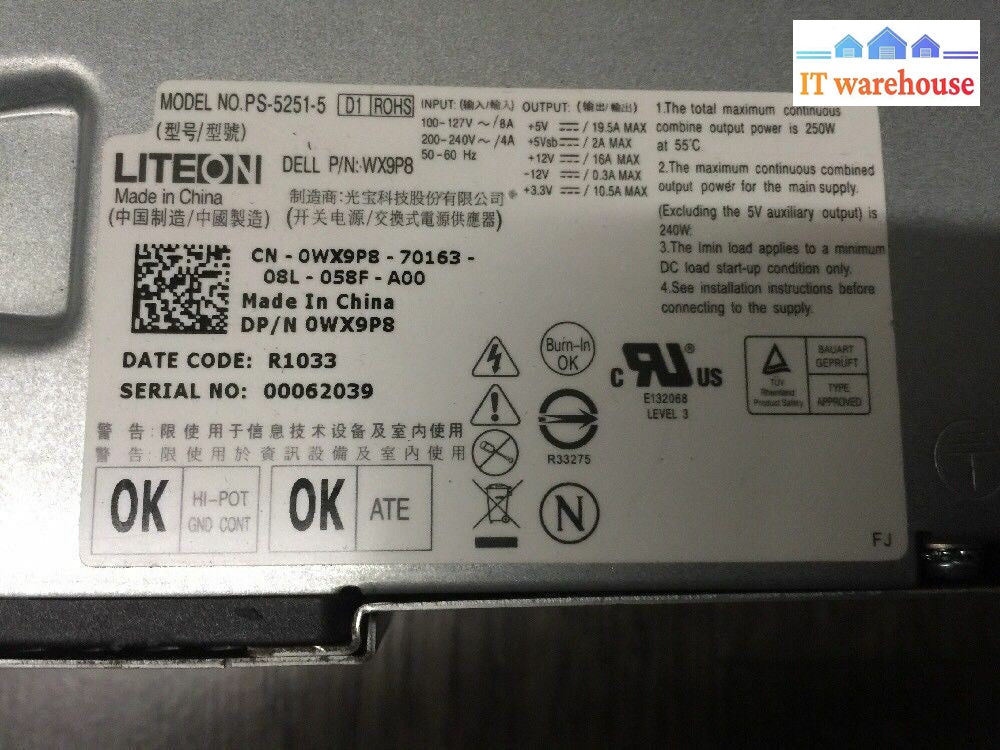 IT warehouse
MODEL NO.PS-5251-5 D1 ROHS
(型号/型號)
LITEON DELL P/N:WX9P8
Made in China 制造商:光宝科技股份有限公司
(中国制造/中國製造) (开关电源/交換式電源供應器)
INPUT: (输入/輸入)
100-127V ~ /8A
200-240V ~ /4A
50-60 Hz
OUTPUT: (输出/輸出)
+5V ⎓ / 19.5A MAX
+5Vsb ⎓ / 2A MAX
+12V ⎓ / 16A MAX
-12V ⎓ / 0.3A MAX
+3.3V ⎓ / 10.5A MAX
1.The total maximum continuous
combine output power is 250W
at 55℃
2.The maximum continuous combined
output power for the main supply.
(Excluding the 5V auxiliary output) is
240W.
3.The Imin load applies to a minimum
DC load start-up condition only.
4.See installation instructions before
connecting to the supply.
CN - 0WX9P8 - 70163 -
08L - 058F - A00
Made In China
DP/N 0WX9P8
DATE CODE: R1033
SERIAL NO: 00062039
警 告:限使用于信息技术设备及室内使用
警 告:限使用於資訊設備及室內使用
OK HI-POT
GND CONT
OK ATE
Burn-In
OK
R33275
N
c RU ® US
E132068
LEVEL 3
TÜV
Rheinland
Product Safety
BAUART
GEPRÜFT
TYPE
APPROVED
FJ